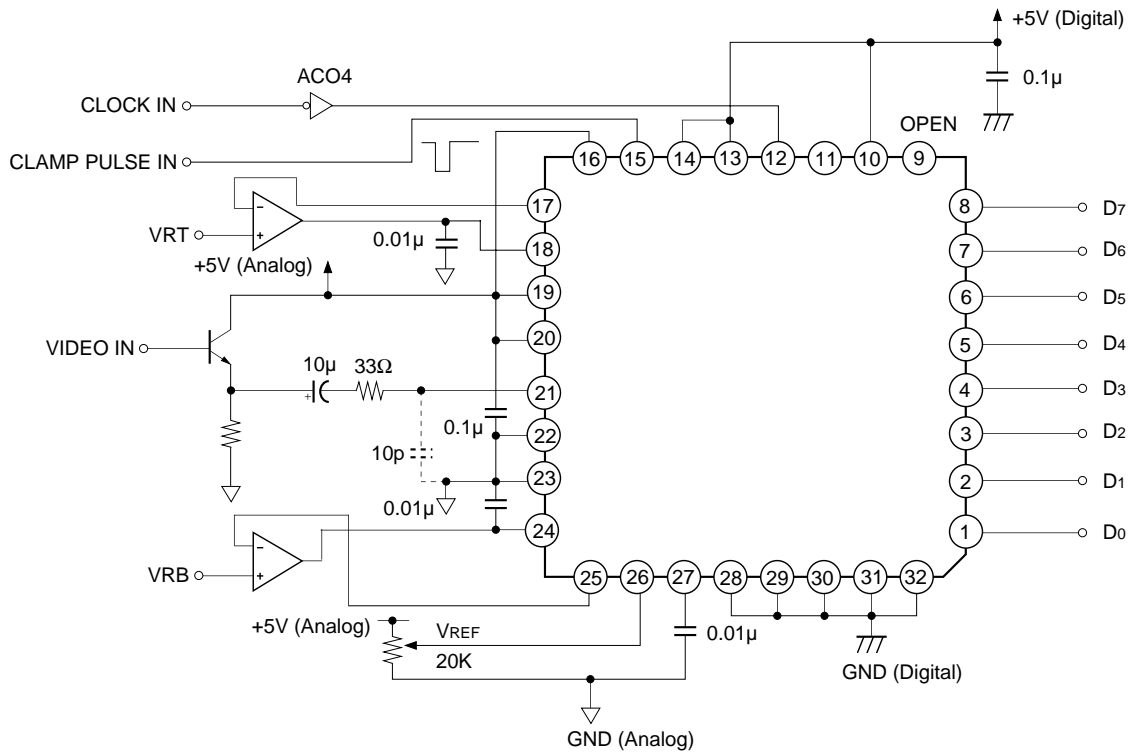 +5V (Digital)
ACO4
0.1µ
CLOCK IN
OPEN
CLAMP PULSE IN
16 15 14 13 12 11 10 9
17
8
D7
VRT
0.01µ
18
7
D6
+5V (Analog)
19
6
D5
20
5
D4
VIDEO IN
10µ
33Ω
+
21
4
D3
0.1µ
22
3
D2
10p
23
2
D1
0.01µ
24
1
D0
VRB
25 26 27 28 29 30 31 32
+5V (Analog)
VREF
0.01µ
20K
GND (Digital)
GND (Analog)
−
+
−
+